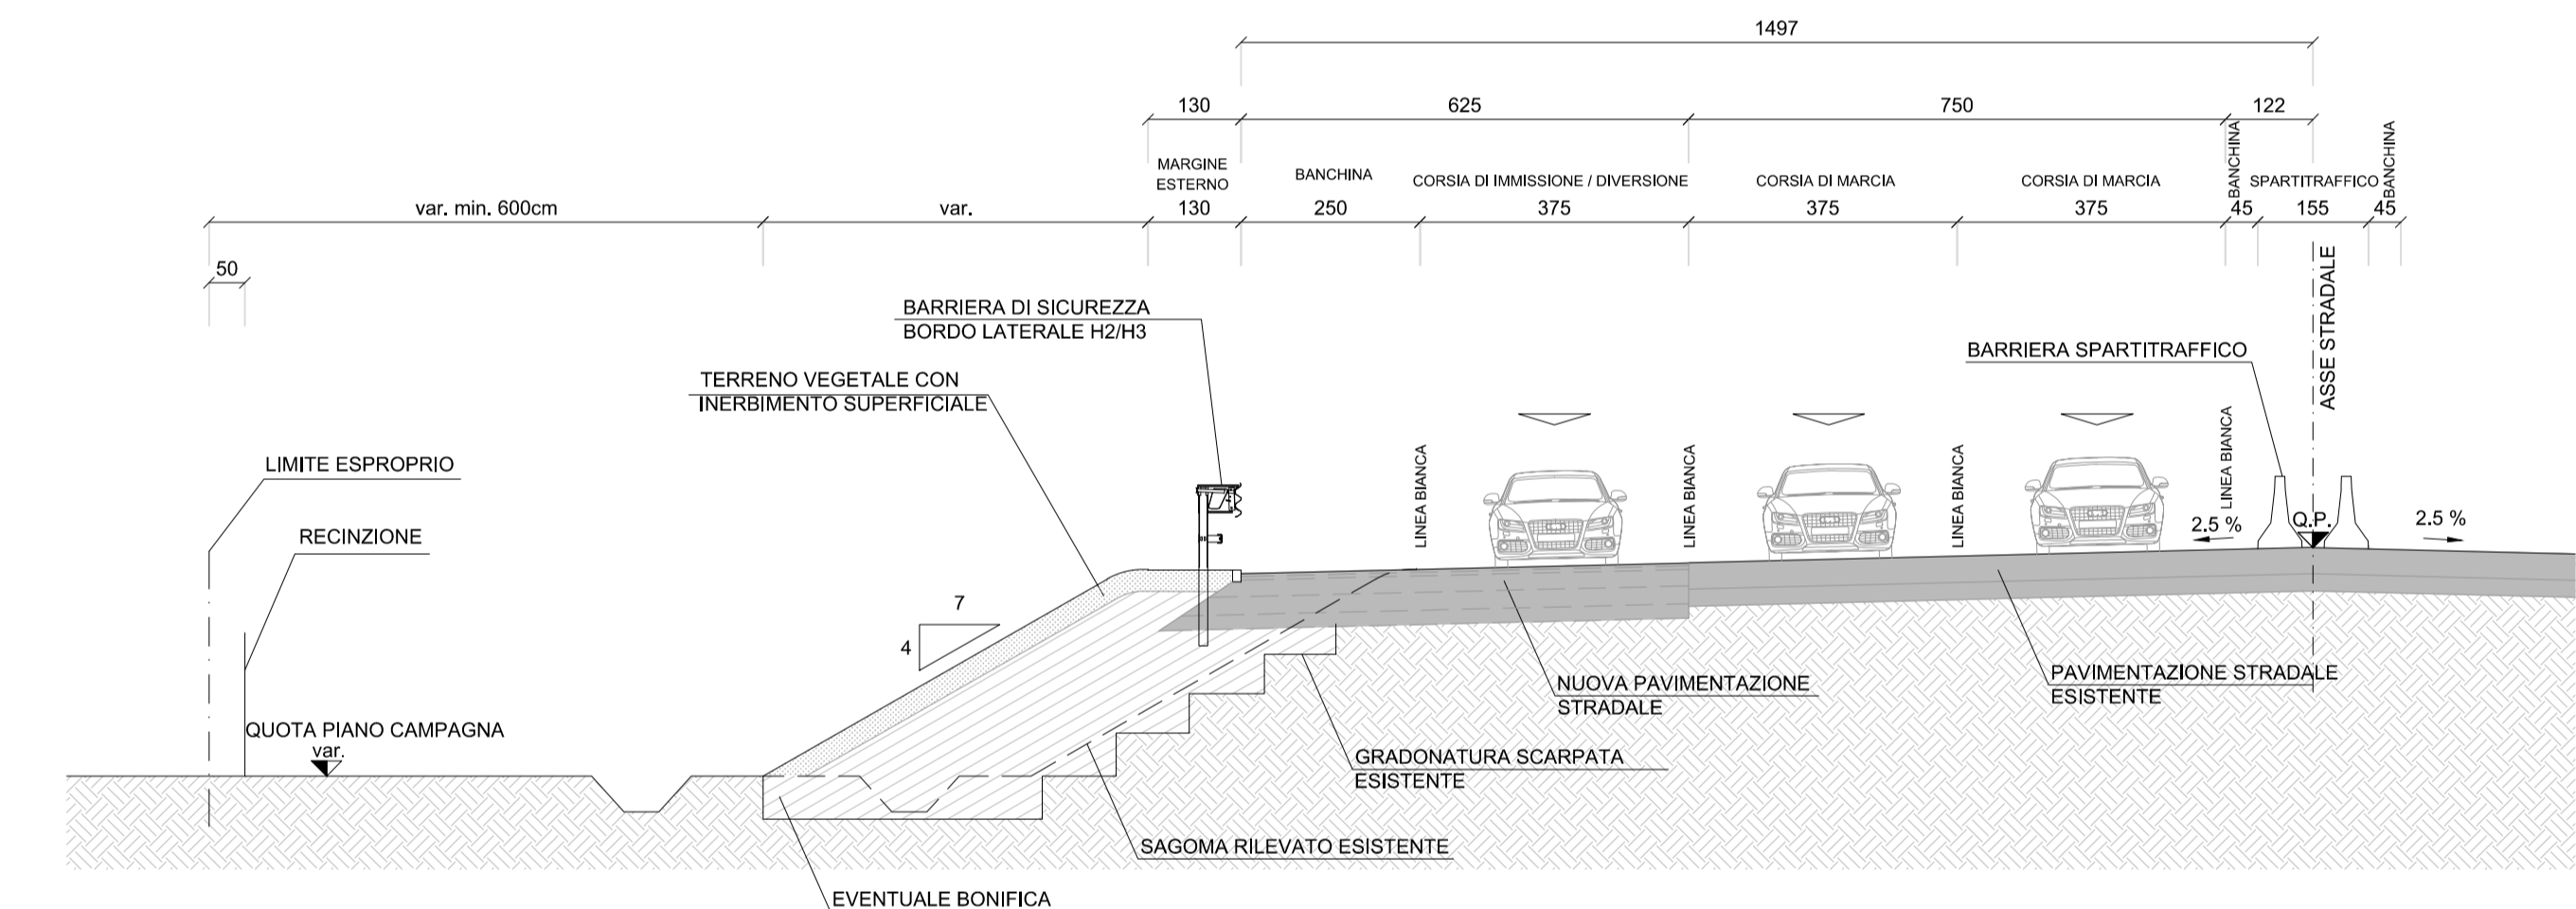 1497
130
625
750
122
MARGINE
ESTERNO
BANCHINA
CORSIA DI IMMISSIONE / DIVERSIONE
CORSIA DI MARCIA
CORSIA DI MARCIA
BANCHINA
SPARTITRAFFICO
BANCHINA
var. min. 600cm
var.
130
250
375
375
375
45
155
45
50
ASSE STRADALE
BARRIERA DI SICUREZZA
BORDO LATERALE H2/H3
BARRIERA SPARTITRAFFICO
TERRENO VEGETALE CON
INERBIMENTO SUPERFICIALE
LIMITE ESPROPRIO
RECINZIONE
LINEA BIANCA
LINEA BIANCA
LINEA BIANCA
LINEA BIANCA
2.5 %
Q.P.
2.5 %
7
4
NUOVA PAVIMENTAZIONE
STRADALE
PAVIMENTAZIONE STRADALE
ESISTENTE
QUOTA PIANO CAMPAGNA
var.
GRADONATURA SCARPATA
ESISTENTE
SAGOMA RILEVATO ESISTENTE
EVENTUALE BONIFICA